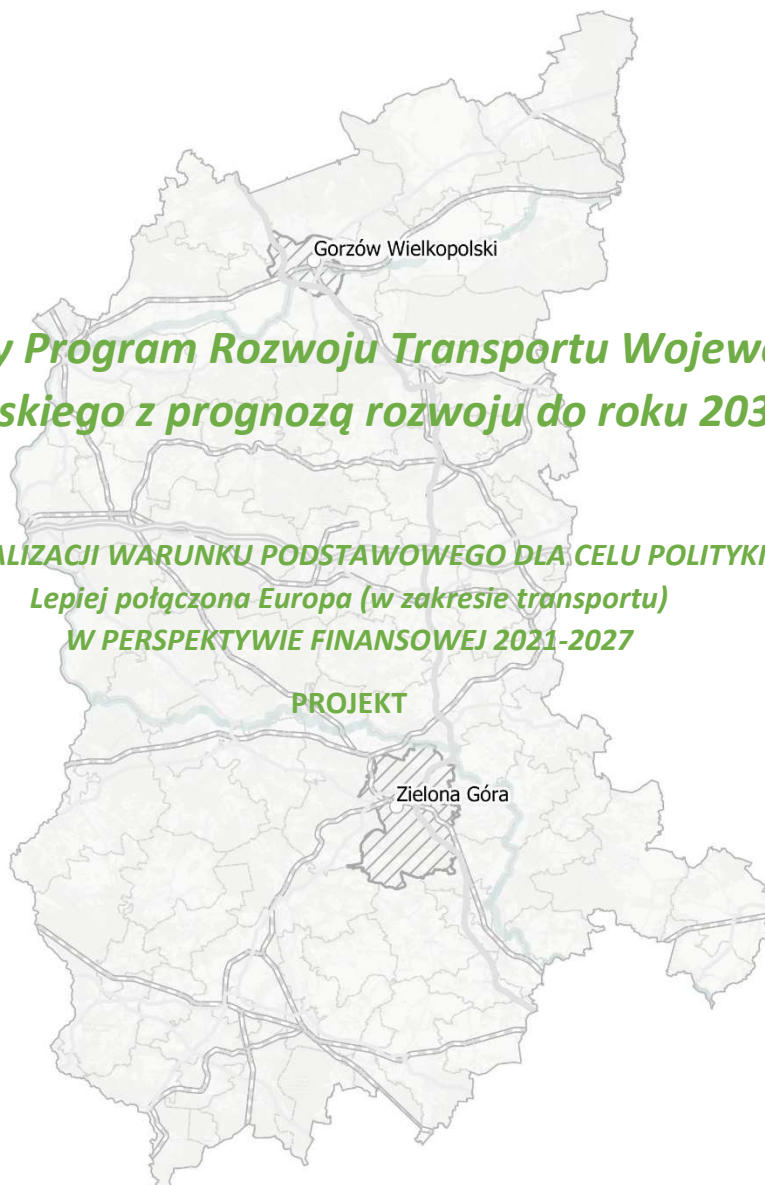 Gorzów Wielkopolski
y Program Rozwoju Transportu Wojew
skiego z prognozą rozwoju do roku 203
ALIZACJI WARUNKU PODSTAWOWEGO DLA CELU POLITYKI
Lepiej połączona Europa (w zakresie transportu)
W PERSPEKTYWIE FINANSOWEJ 2021-2027
PROJEKT
Zielona Góra